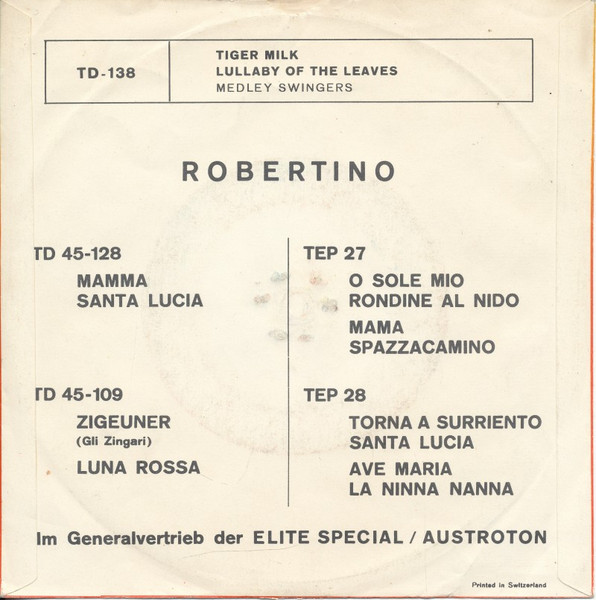 TD-138
TIGER MILK
LULLABY OF THE LEAVES
MEDLEY SWINGERS
ROBERTINO
TD 45-128
MAMMA
SANTA LUCIA
TD 45-109
ZIGEUNER
(Gli Zingari)
LUNA ROSSA
TEP 27
O SOLE MIO
RONDINE AL NIDO
MAMA
SPAZZACAMINO
TEP 28
TORNA A SURRIENTO
SANTA LUCIA
AVE MARIA
LA NINNA NANNA
Im Generalvertrieb der ELITE SPECIAL / AUSTROTON
Printed in Switzerland